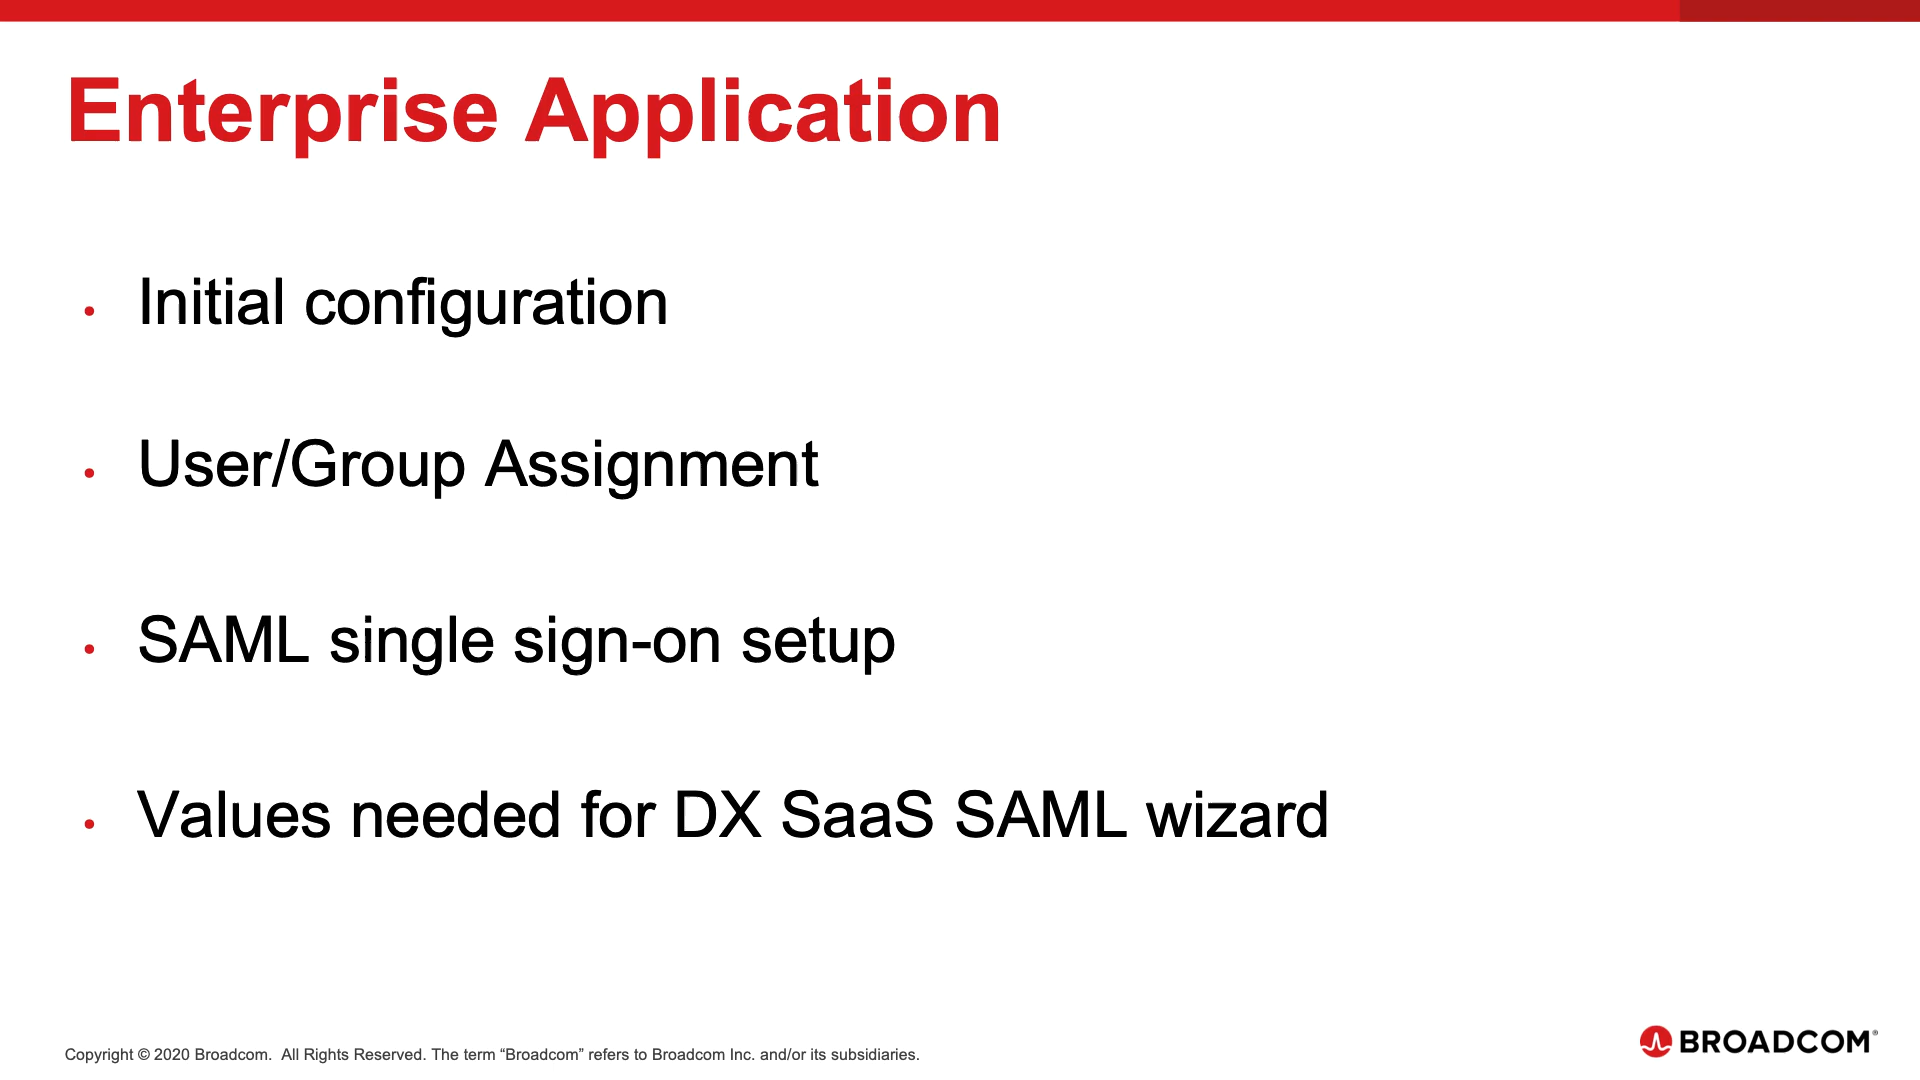 Enterprise Application
• Initial configuration
• User/Group Assignment
• SAML single sign-on setup
• Values needed for DX SaaS SAML wizard
Copyright © 2020 Broadcom.  All Rights Reserved. The term “Broadcom” refers to Broadcom Inc. and/or its subsidiaries.
BROADCOM®